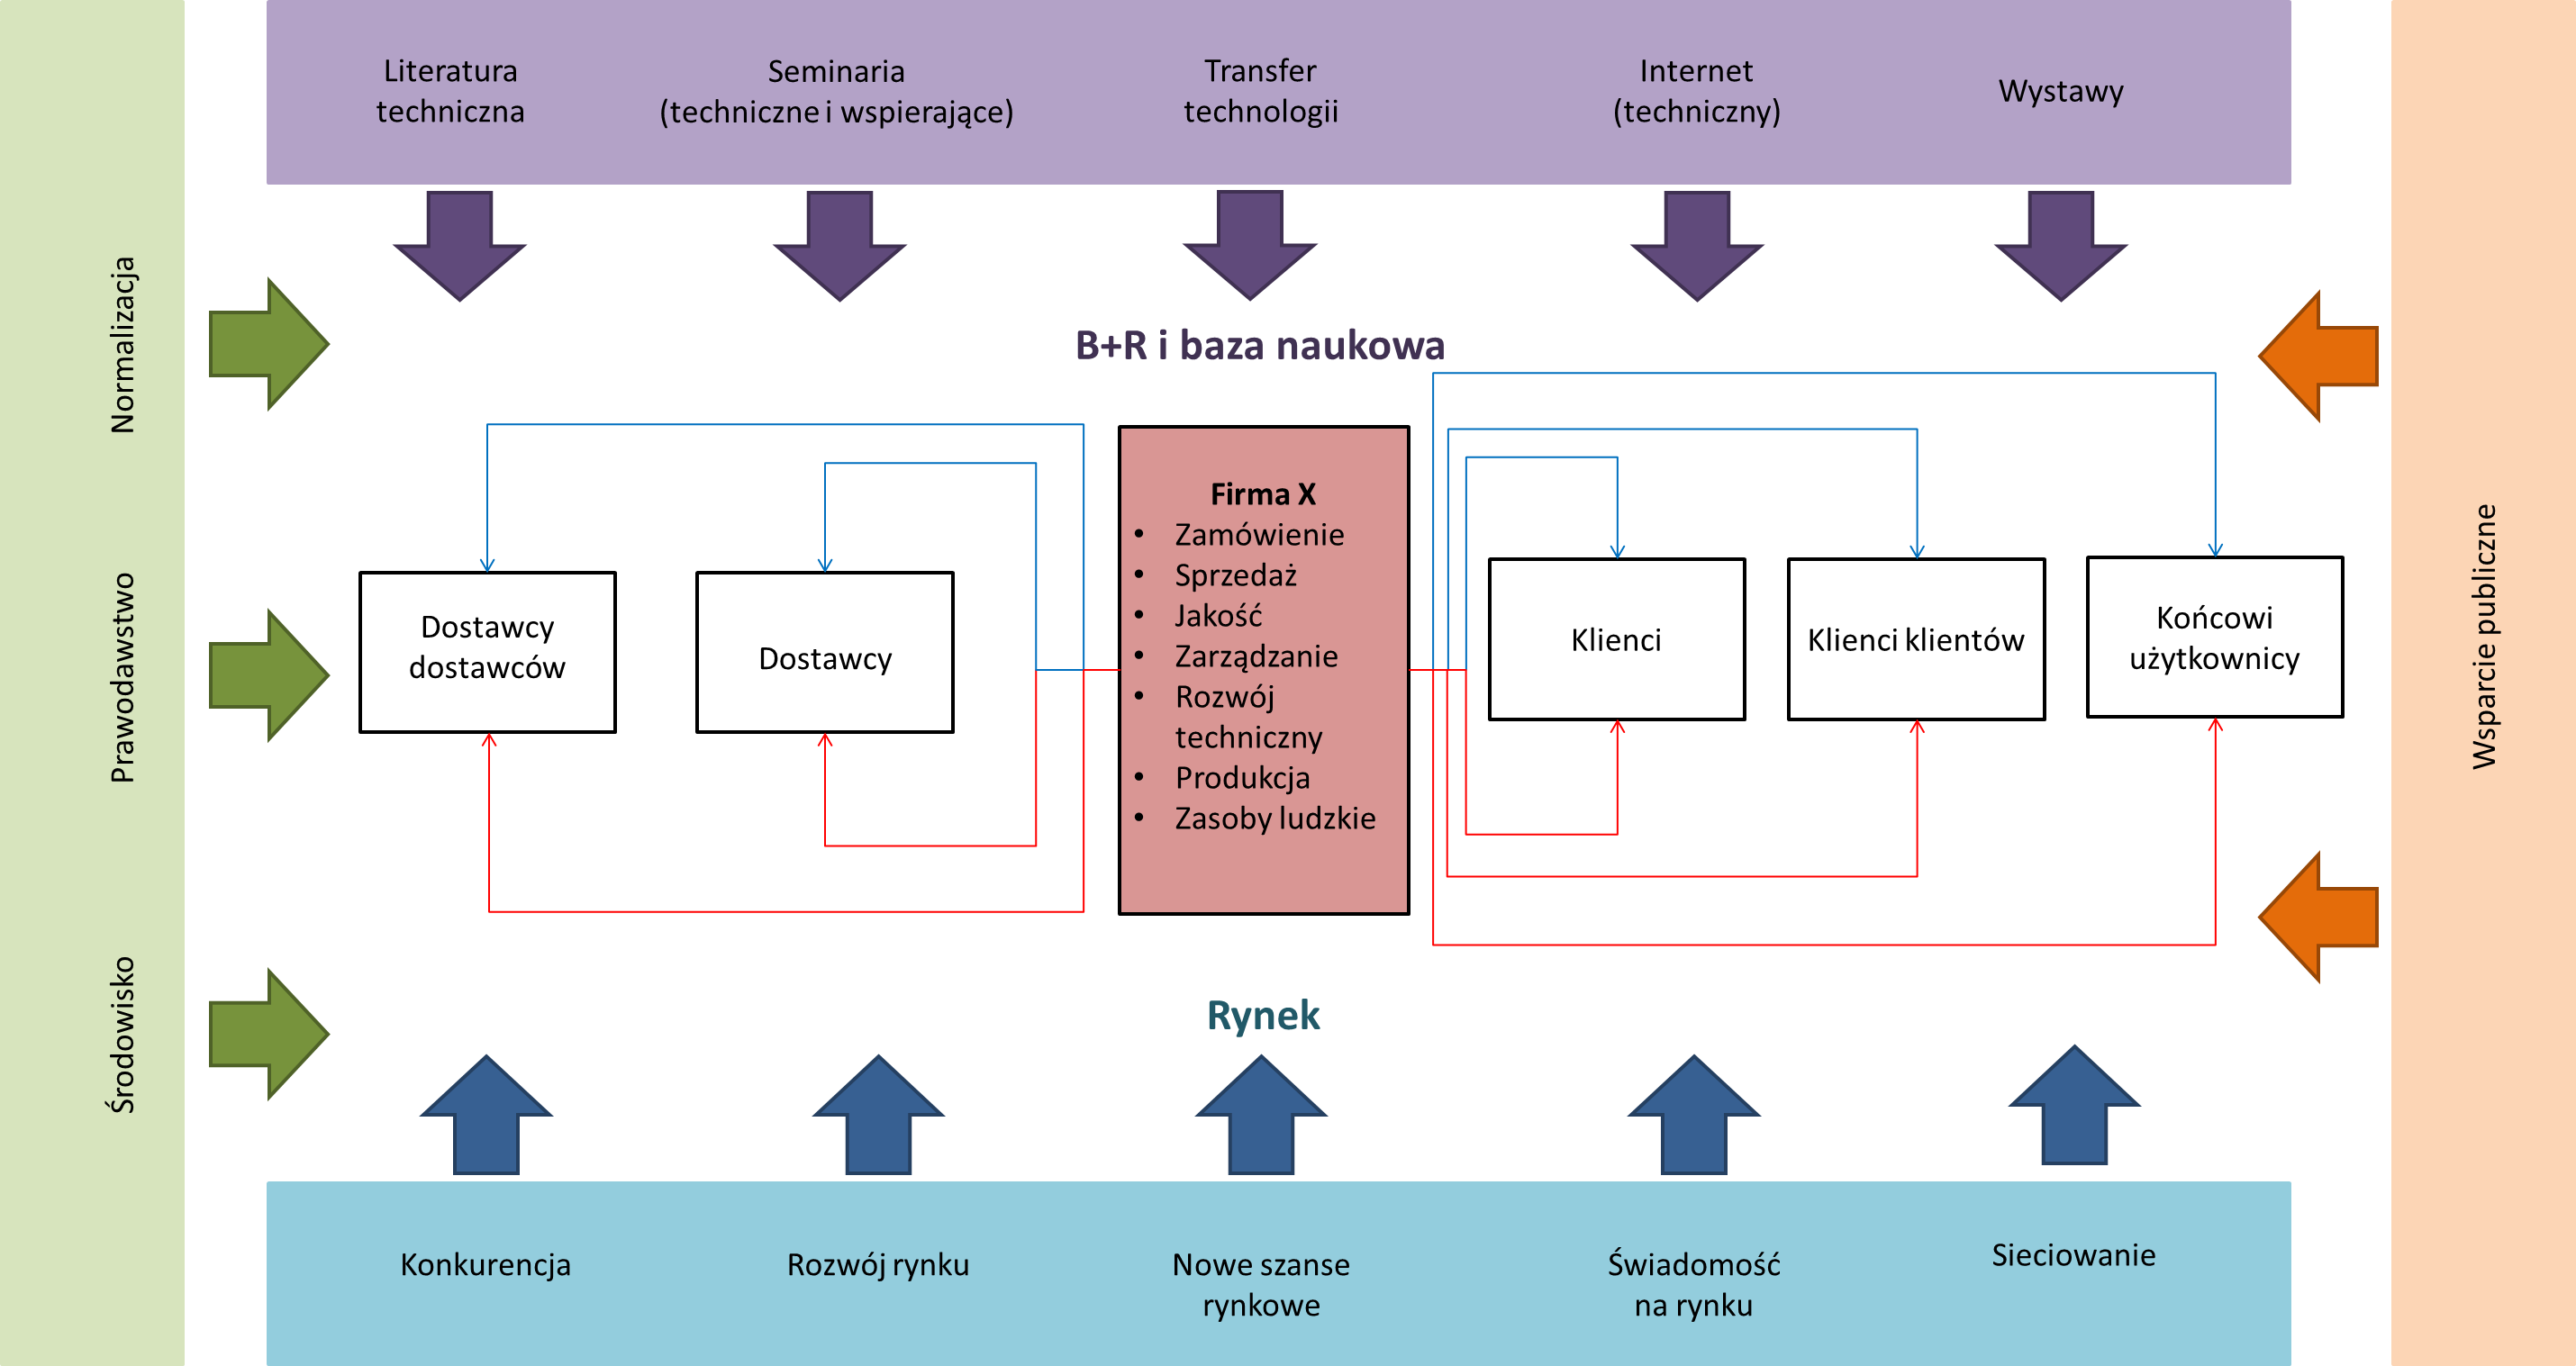 Literatura
techniczna
Seminaria
(techniczne i wspierające)
Transfer
technologii
Internet
(techniczny)
Wystawy
Normalizacja
Prawodawstwo
Środowisko
B+R i baza naukowa
Dostawcy
dostawców
Dostawcy
Firma X
• Zamówienie
• Sprzedaż
• Jakość
• Zarządzanie
• Rozwój
techniczny
• Produkcja
• Zasoby ludzkie
Klienci
Klienci klientów
Końcowi
użytkownicy
Wsparcie publiczne
Rynek
Konkurencja
Rozwój rynku
Nowe szanse
rynkowe
Świadomość
na rynku
Sieciowanie